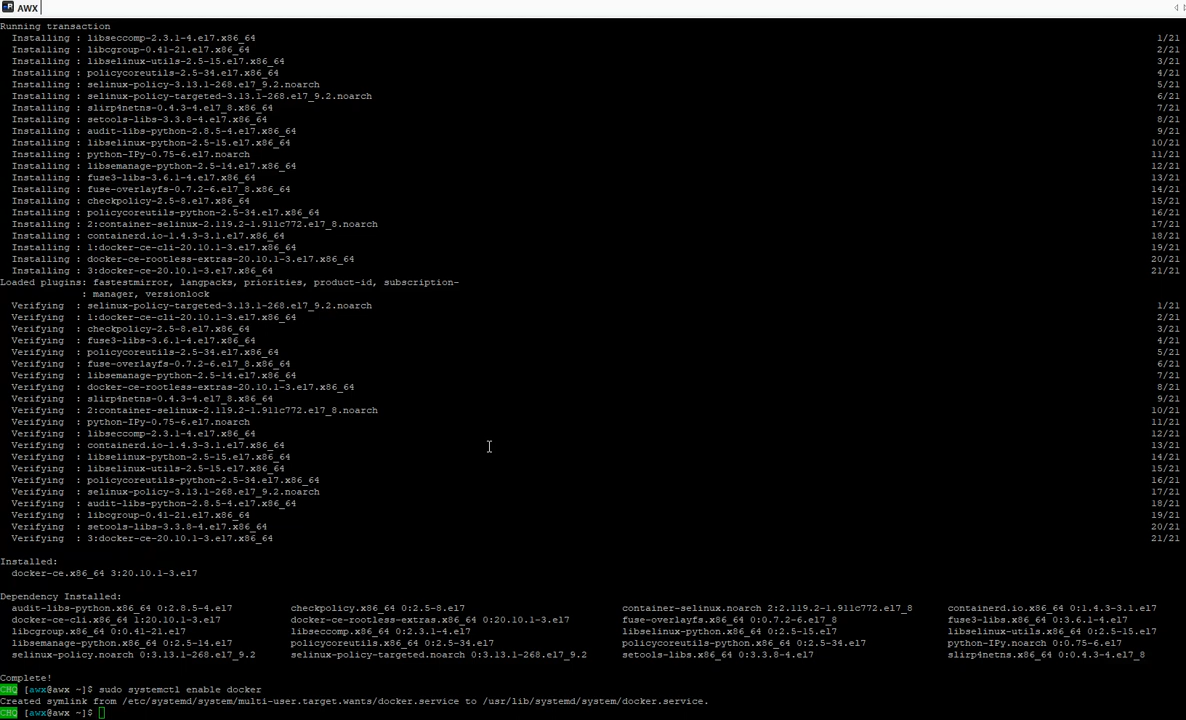 AWX
Running transaction
Installing : libseccomp-2.3.1-4.el7.x86_64 1/21
Installing : libcgroup-0.41-21.el7.x86_64 2/21
Installing : libselinux-utils-2.5-15.el7.x86_64 3/21
Installing : policycoreutils-2.5-34.el7.x86_64 4/21
Installing : selinux-policy-3.13.1-268.el7_9.2.noarch 5/21
Installing : selinux-policy-targeted-3.13.1-268.el7_9.2.noarch 6/21
Installing : slirp4netns-0.4.3-4.el7_8.x86_64 7/21
Installing : setools-libs-3.3.8-4.el7.x86_64 8/21
Installing : audit-libs-python-2.8.5-4.el7.x86_64 9/21
Installing : libselinux-python-2.5-15.el7.x86_64 10/21
Installing : python-IPy-0.75-6.el7.noarch 11/21
Installing : libsemanage-python-2.5-14.el7.x86_64 12/21
Installing : fuse3-libs-3.6.1-4.el7.x86_64 13/21
Installing : fuse-overlayfs-0.7.2-6.el7_8.x86_64 14/21
Installing : checkpolicy-2.5-8.el7.x86_64 15/21
Installing : policycoreutils-python-2.5-34.el7.x86_64 16/21
Installing : 2:container-selinux-2.119.2-1.911c772.el7_8.noarch 17/21
Installing : containerd.io-1.4.3-3.1.el7.x86_64 18/21
Installing : 1:docker-ce-cli-20.10.1-3.el7.x86_64 19/21
Installing : docker-ce-rootless-extras-20.10.1-3.el7.x86_64 20/21
Installing : 3:docker-ce-20.10.1-3.el7.x86_64 21/21
Loaded plugins: fastestmirror, langpacks, priorities, product-id, subscription-
: manager, versionlock
Verifying : selinux-policy-targeted-3.13.1-268.el7_9.2.noarch 1/21
Verifying : 1:docker-ce-cli-20.10.1-3.el7.x86_64 2/21
Verifying : checkpolicy-2.5-8.el7.x86_64 3/21
Verifying : fuse3-libs-3.6.1-4.el7.x86_64 4/21
Verifying : policycoreutils-2.5-34.el7.x86_64 5/21
Verifying : fuse-overlayfs-0.7.2-6.el7_8.x86_64 6/21
Verifying : libsemanage-python-2.5-14.el7.x86_64 7/21
Verifying : docker-ce-rootless-extras-20.10.1-3.el7.x86_64 8/21
Verifying : slirp4netns-0.4.3-4.el7_8.x86_64 9/21
Verifying : 2:container-selinux-2.119.2-1.911c772.el7_8.noarch 10/21
Verifying : python-IPy-0.75-6.el7.noarch 11/21
Verifying : libseccomp-2.3.1-4.el7.x86_64 12/21
Verifying : containerd.io-1.4.3-3.1.el7.x86_64 13/21
Verifying : libselinux-python-2.5-15.el7.x86_64 14/21
Verifying : libselinux-utils-2.5-15.el7.x86_64 15/21
Verifying : policycoreutils-python-2.5-34.el7.x86_64 16/21
Verifying : selinux-policy-3.13.1-268.el7_9.2.noarch 17/21
Verifying : audit-libs-python-2.8.5-4.el7.x86_64 18/21
Verifying : libcgroup-0.41-21.el7.x86_64 19/21
Verifying : setools-libs-3.3.8-4.el7.x86_64 20/21
Verifying : 3:docker-ce-20.10.1-3.el7.x86_64 21/21
Installed:
docker-ce.x86_64 3:20.10.1-3.el7
Dependency Installed:
audit-libs-python.x86_64 0:2.8.5-4.el7 checkpolicy.x86_64 0:2.5-8.el7 container-selinux.noarch 2:2.119.2-1.911c772.el7_8 containerd.io.x86_64 0:1.4.3-3.1.el7
docker-ce-cli.x86_64 1:20.10.1-3.el7 docker-ce-rootless-extras.x86_64 0:20.10.1-3.el7 fuse-overlayfs.x86_64 0:0.7.2-6.el7_8 fuse3-libs.x86_64 0:3.6.1-4.el7
libcgroup.x86_64 0:0.41-21.el7 libseccomp.x86_64 0:2.3.1-4.el7 libselinux-python.x86_64 0:2.5-15.el7 libselinux-utils.x86_64 0:2.5-15.el7
libsemanage-python.x86_64 0:2.5-14.el7 policycoreutils.x86_64 0:2.5-34.el7 policycoreutils-python.x86_64 0:2.5-34.el7 python-IPy.noarch 0:0.75-6.el7
selinux-policy.noarch 0:3.13.1-268.el7_9.2 selinux-policy-targeted.noarch 0:3.13.1-268.el7_9.2 setools-libs.x86_64 0:3.3.8-4.el7 slirp4netns.x86_64 0:0.4.3-4.el7_8
Complete!
CHQ [awx@awx ~]$ sudo systemctl enable docker
Created symlink from /etc/systemd/system/multi-user.target.wants/docker.service to /usr/lib/systemd/system/docker.service.
CHQ [awx@awx ~]$